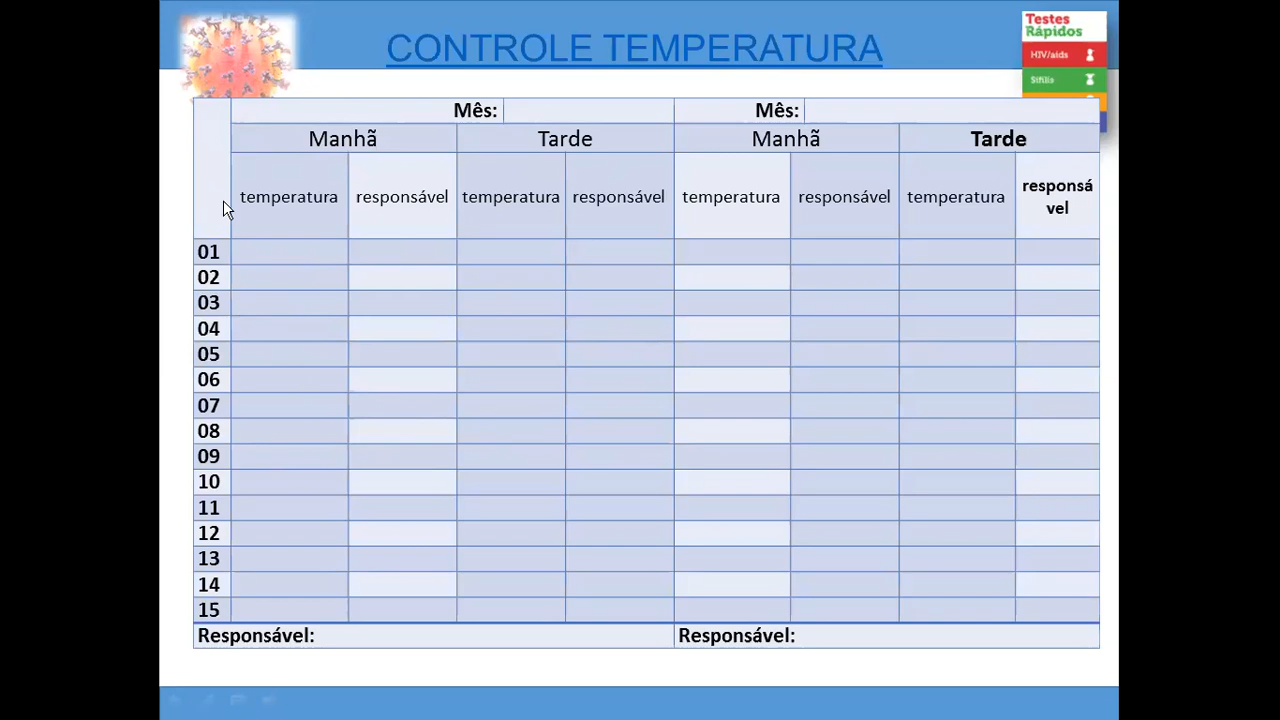 CONTROLE TEMPERATURA
Testes
Rápidos
HIV/aids
Sífilis
Mês: Mês:
Manhã Tarde Manhã Tarde
temperatura responsável temperatura responsável temperatura responsável temperatura responsá
vel
01
02
03
04
05
06
07
08
09
10
11
12
13
14
15
Responsável: Responsável: